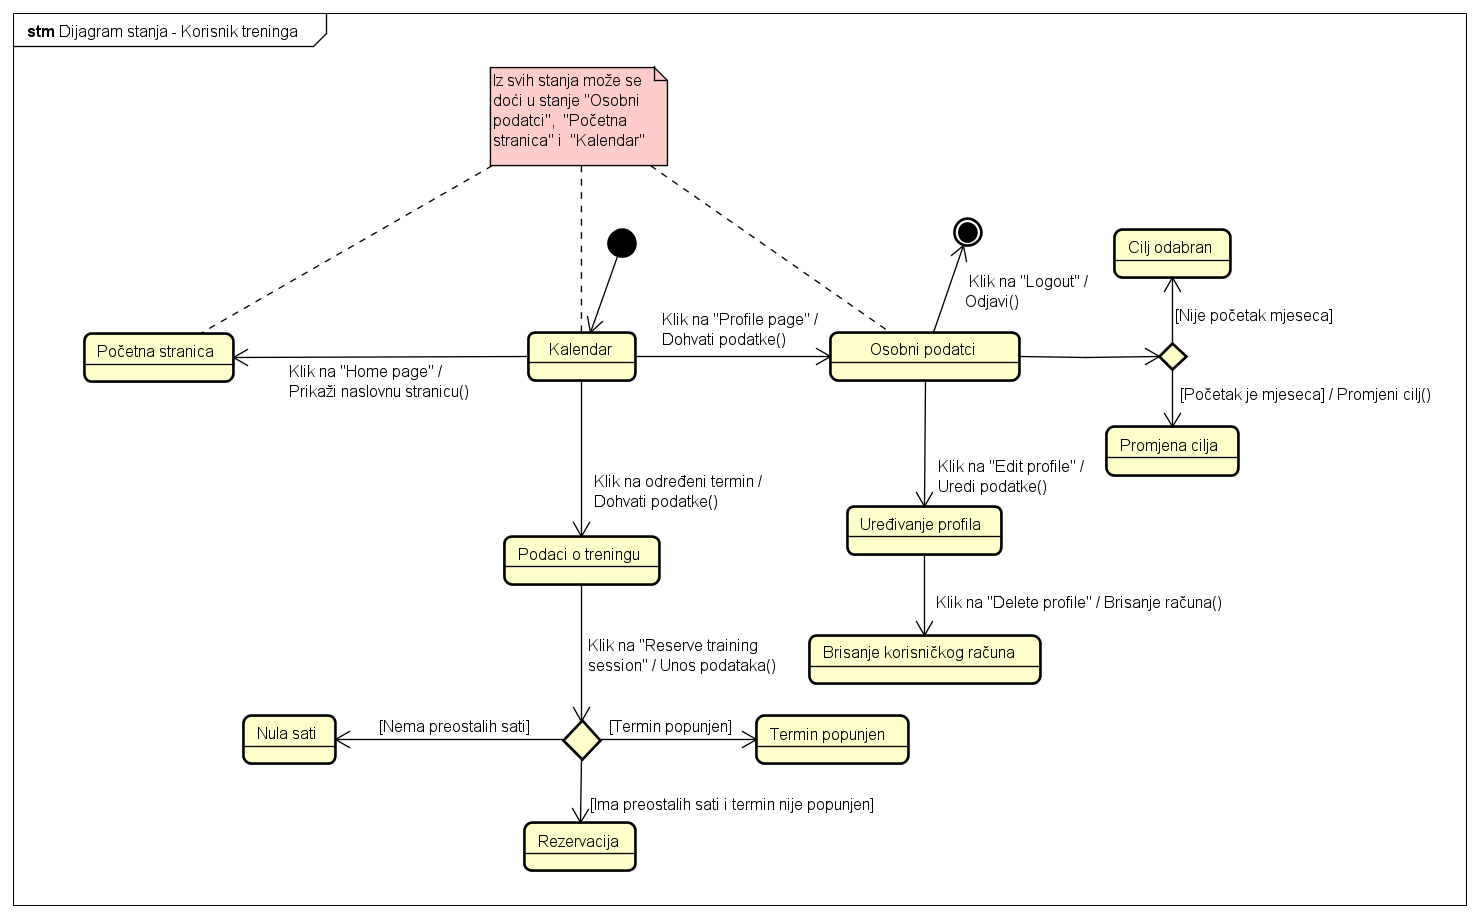 stm Dijagram stanja - Korisnik treninga
Iz svih stanja može se
doći u stanje "Osobni
podatci", "Početna
stranica" i "Kalendar"
Cilj odabran
Klik na "Logout" /
Odjavi()
[Nije početak mjeseca]
Klik na "Profile page" /
Dohvati podatke()
Početna stranica
Kalendar
Osobni podatci
Klik na "Home page" /
Prikaži naslovnu stranicu()
[Početak je mjeseca] / Promjeni cilj()
Promjena cilja
Klik na određeni termin /
Dohvati podatke()
Klik na "Edit profile" /
Uredi podatke()
Uređivanje profila
Podaci o treningu
Klik na "Delete profile" / Brisanje računa()
Klik na "Reserve training
session" / Unos podataka()
Brisanje korisničkog računa
[Nema preostalih sati]
[Termin popunjen]
Nula sati
Termin popunjen
[Ima preostalih sati i termin nije popunjen]
Rezervacija